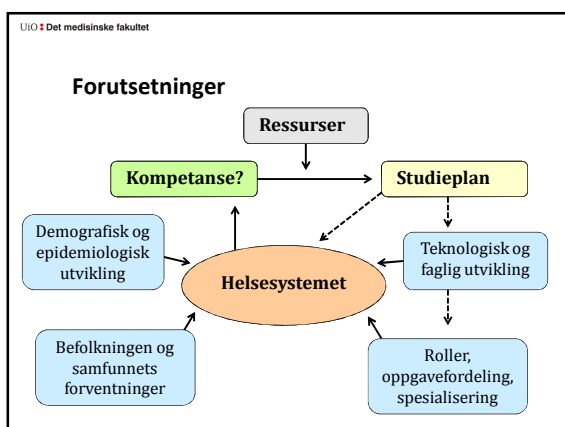 UiO : Det medisinske fakultet
Forutsetninger
Ressurser
Kompetanse?
Studieplan
Demografisk og
epidemiologisk
utvikling
Teknologisk og
faglig utvikling
Helsesystemet
Befolkningen og
samfunnets
forventninger
Roller,
oppgavefordeling,
spesialisering